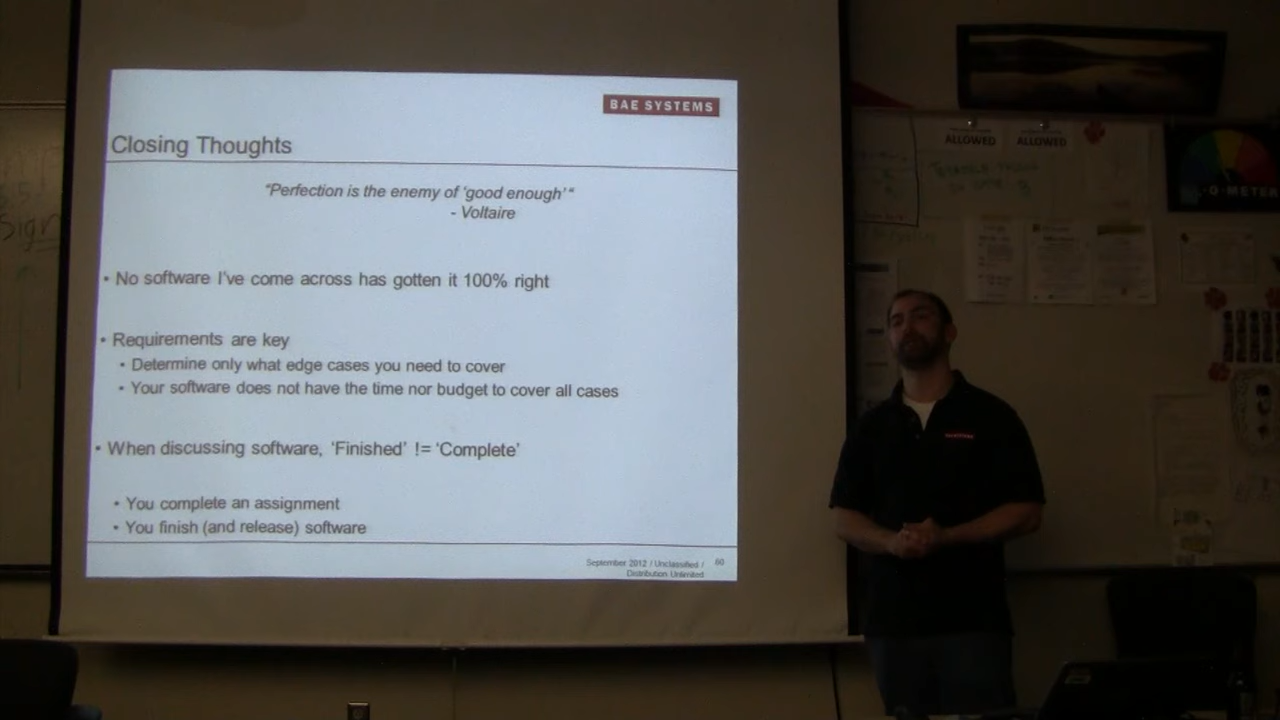 BAE SYSTEMS
Closing Thoughts
"Perfection is the enemy of 'good enough'"
- Voltaire
• No software I've come across has gotten it 100% right
• Requirements are key
• Determine only what edge cases you need to cover
• Your software does not have the time nor budget to cover all cases
• When discussing software, 'Finished' != 'Complete'
• You complete an assignment
• You finish (and release) software
September 2012 / Unclassified /
Distribution Unlimited
60
ALLOWED
ALLOWED
Sign